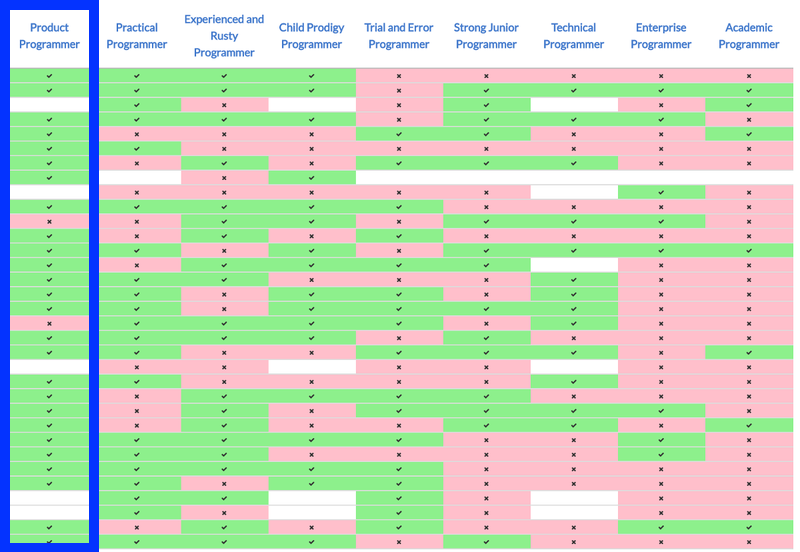 Product
Programmer
Practical
Programmer
Experienced and
Rusty
Programmer
Child Prodigy
Programmer
Trial and Error
Programmer
Strong Junior
Programmer
Technical
Programmer
Enterprise
Programmer
Academic
Programmer